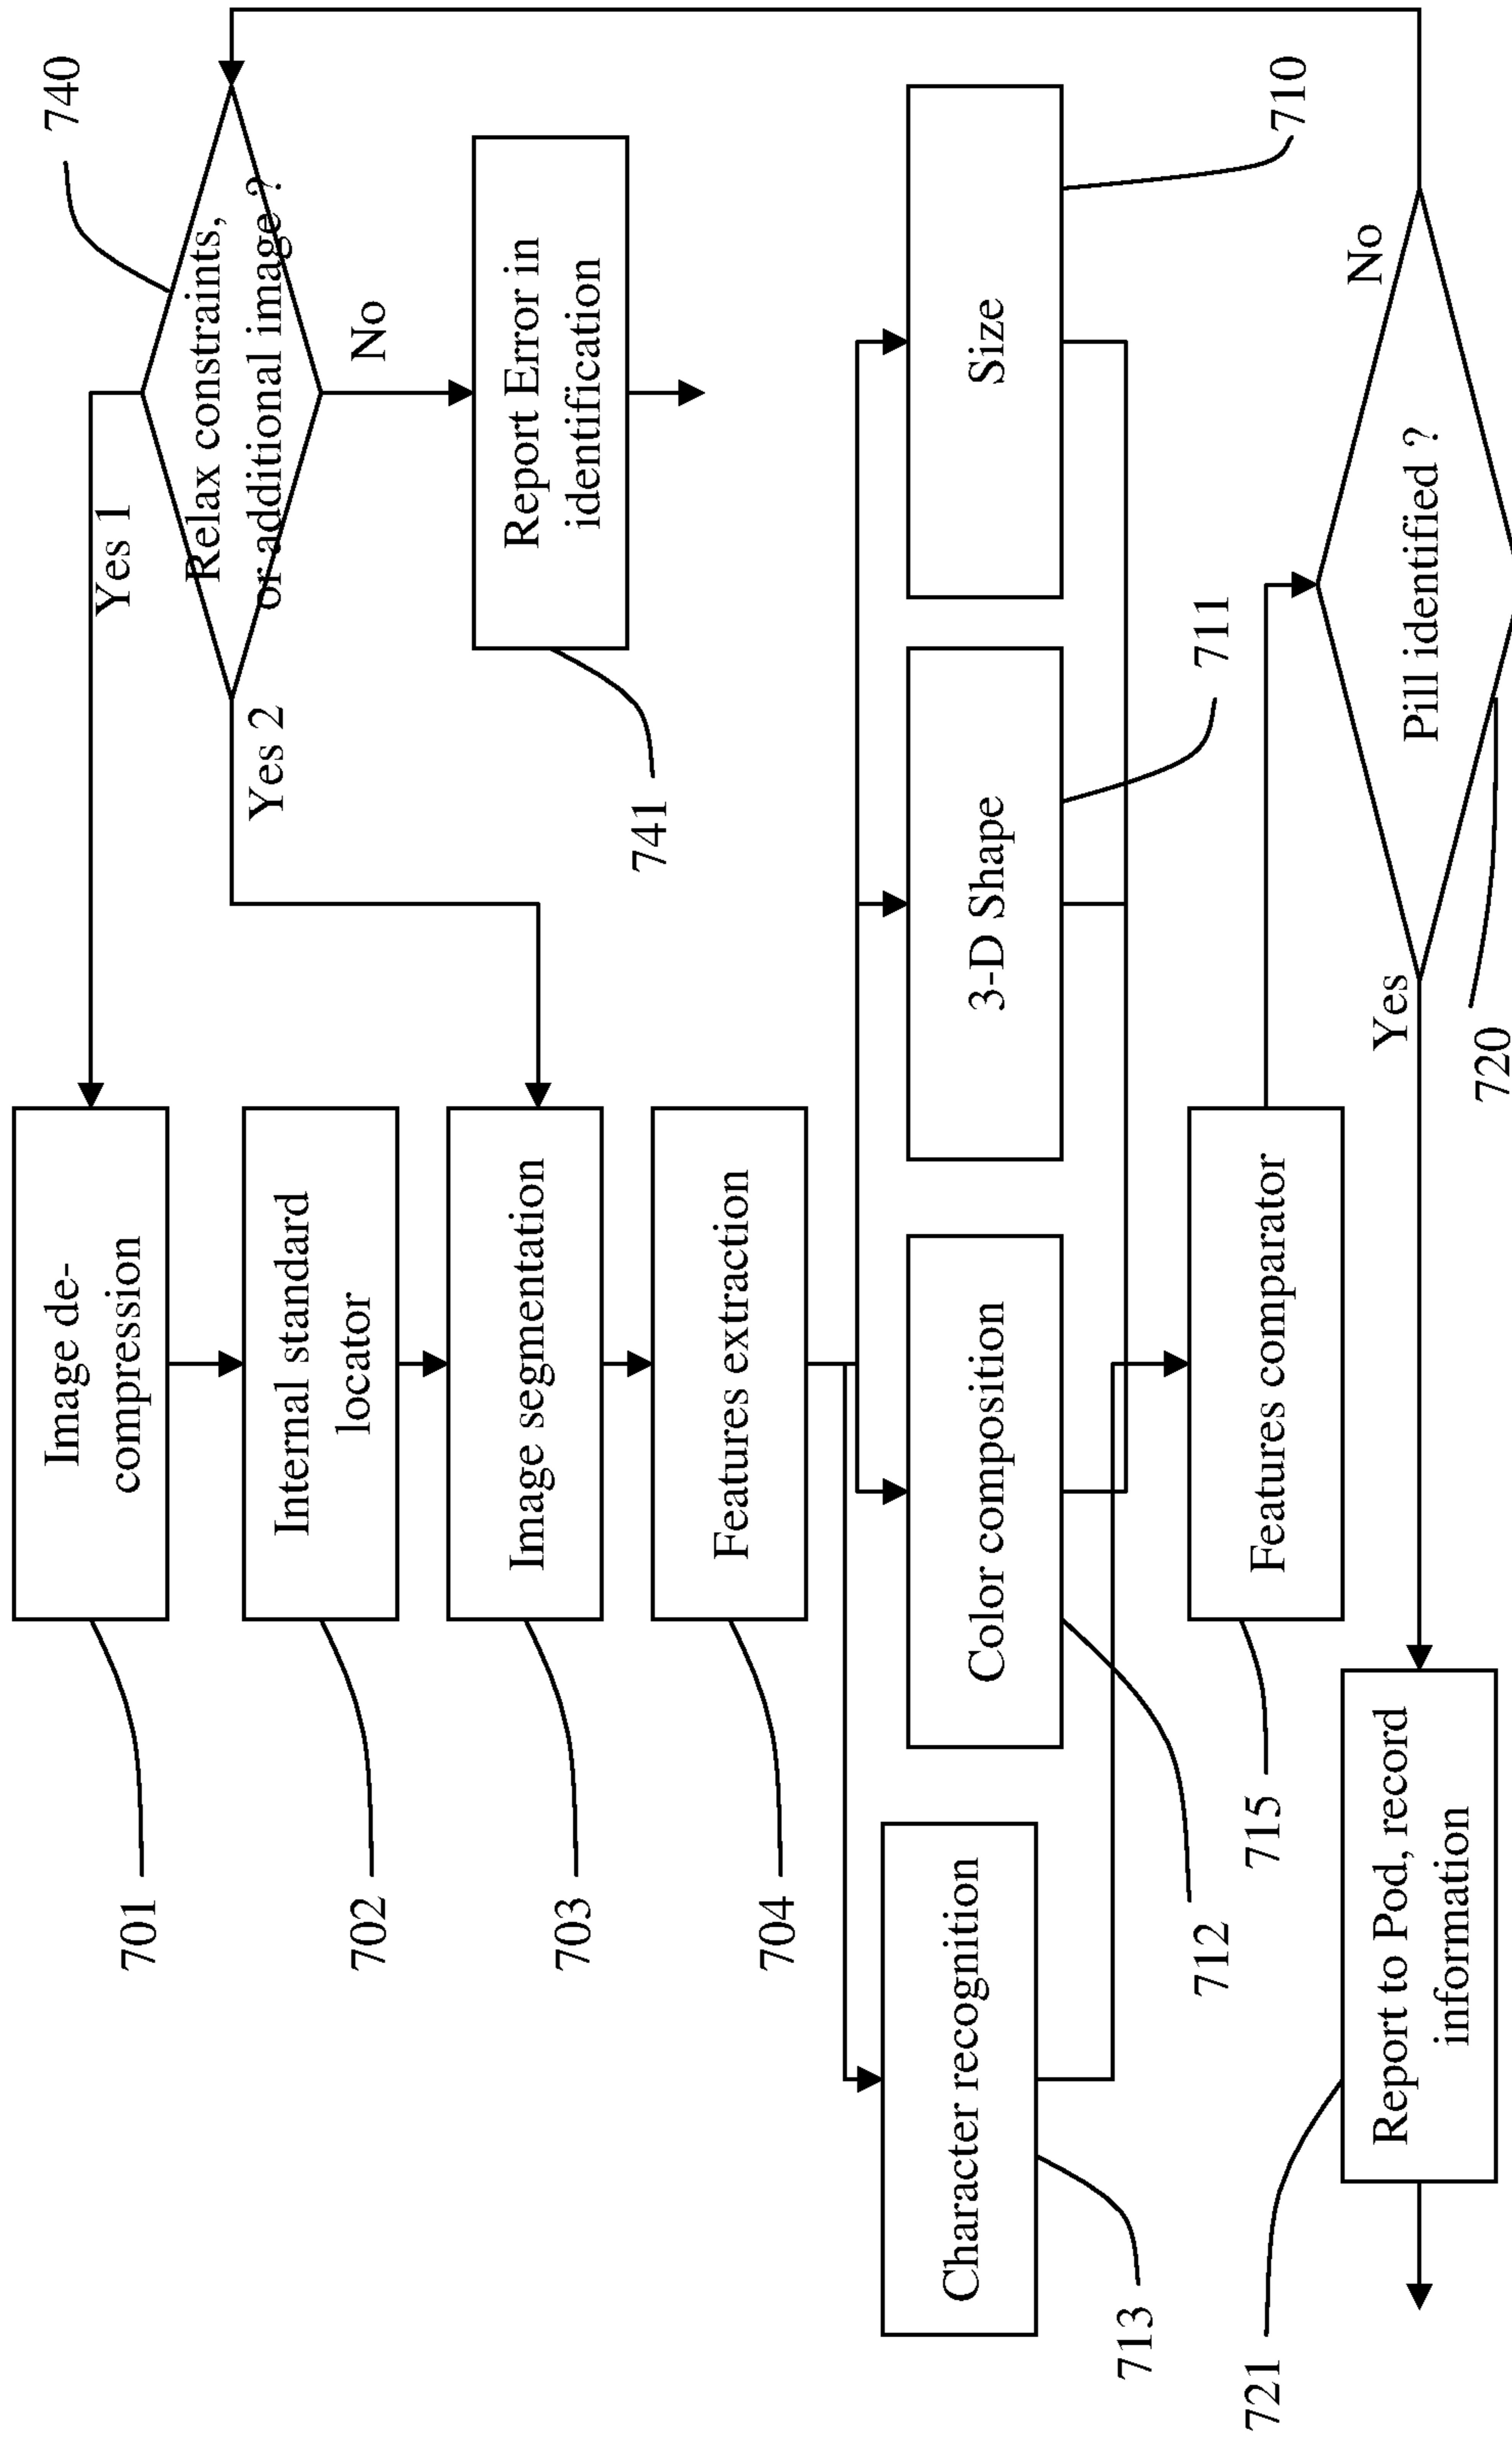 701
Image de-
compression
702
Internal standard
locator
703
Image segmentation
704
Features extraction
Yes 1
740
Relax constraints,
or additional image ?
Yes 2
No
Report Error in
identification
741
713
Character recognition
712
Color composition
3-D Shape
711
Size
710
715
Features comparator
Pill identified ?
No
Yes
720
721
Report to Pod, record
information